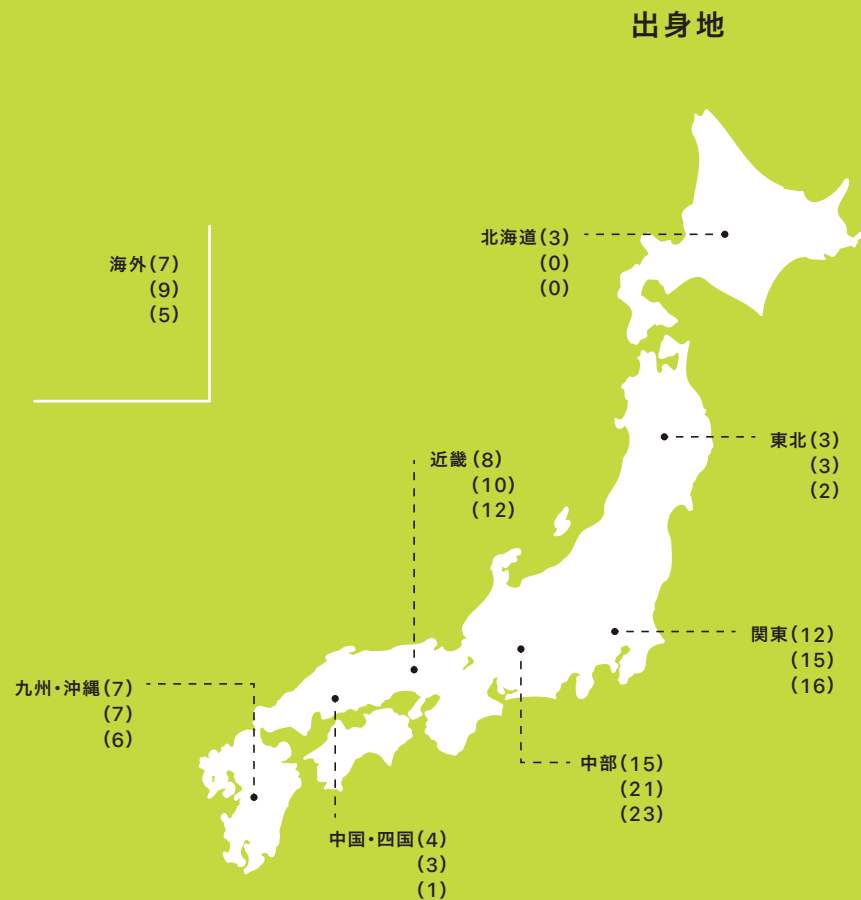 出身地
北海道(3)
(0)
(0)
海外(7)
(9)
(5)
東北(3)
(3)
(2)
近畿(8)
(10)
(12)
関東(12)
(15)
(16)
九州・沖縄(7)
(7)
(6)
中部(15)
(21)
(23)
中国・四国(4)
(3)
(1)